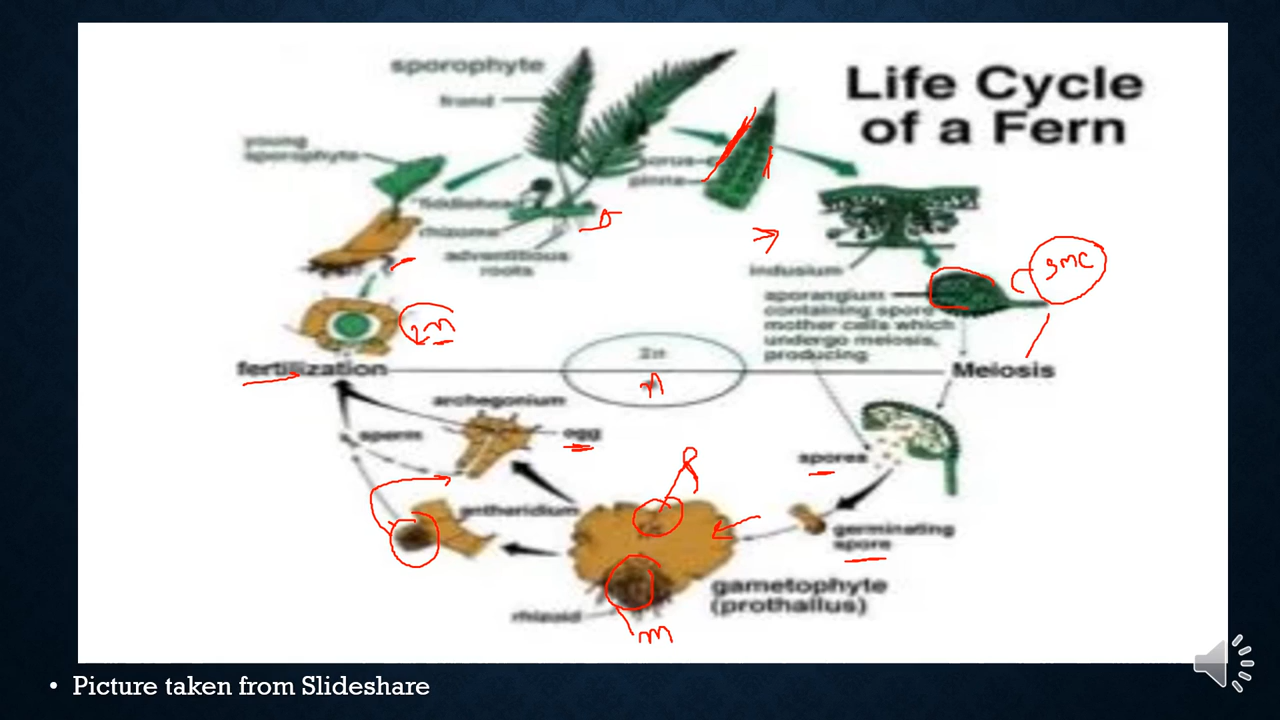 Life Cycle
of a Fern
sporophyte
frond
young
sporophyte
sorus
pinna
fiddlehead
rhizome
adventitious
roots
indusium
SMC
sporangium
containing spore
mother cells which
undergo meiosis,
producing
2n
2n
n
fertilization
Meiosis
archegonium
egg
sperm
spores
antheridium
germinating
spore
gametophyte
(prothallus)
rhizoid
m
• Picture taken from Slideshare